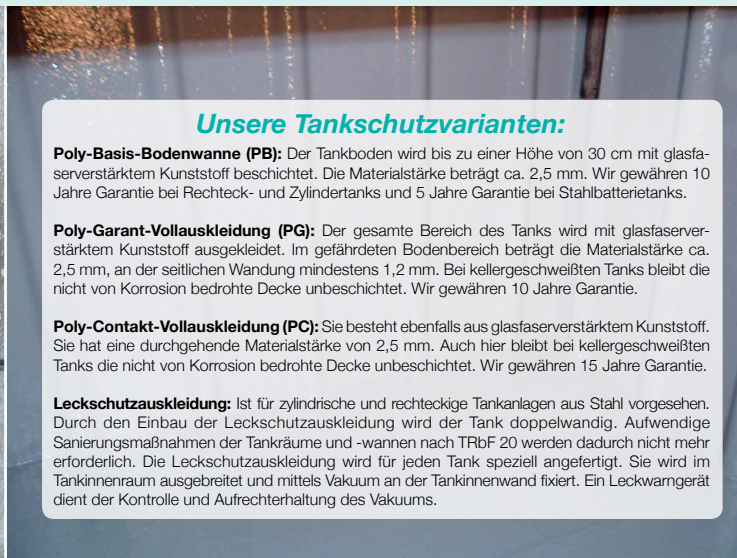 Unsere Tankschutzvarianten:
Poly-Basis-Bodenwanne (PB): Der Tankboden wird bis zu einer Höhe von 30 cm mit glasfa-
serverstärktem Kunststoff beschichtet. Die Materialstärke beträgt ca. 2,5 mm. Wir gewähren 10
Jahre Garantie bei Rechteck- und Zylindertanks und 5 Jahre Garantie bei Stahlbatterietanks.
Poly-Garant-Vollauskleidung (PG): Der gesamte Bereich des Tanks wird mit glasfaserver-
stärktem Kunststoff ausgekleidet. Im gefährdeten Bodenbereich beträgt die Materialstärke ca.
2,5 mm, an der seitlichen Wandung mindestens 1,2 mm. Bei kellergeschweißten Tanks bleibt die
nicht von Korrosion bedrohte Decke unbeschichtet. Wir gewähren 10 Jahre Garantie.
Poly-Contakt-Vollauskleidung (PC): Sie besteht ebenfalls aus glasfaserverstärktem Kunststoff.
Sie hat eine durchgehende Materialstärke von 2,5 mm. Auch hier bleibt bei kellergeschweißten
Tanks die nicht von Korrosion bedrohte Decke unbeschichtet. Wir gewähren 15 Jahre Garantie.
Leckschutzauskleidung: Ist für zylindrische und rechteckige Tankanlagen aus Stahl vorgesehen.
Durch den Einbau der Leckschutzauskleidung wird der Tank doppelwandig. Aufwendige
Sanierungsmaßnahmen der Tankräume und -wannen nach TRbF 20 werden dadurch nicht mehr
erforderlich. Die Leckschutzauskleidung wird für jeden Tank speziell angefertigt. Sie wird im
Tankinnenraum ausgebreitet und mittels Vakuum an der Tankinnenwand fixiert. Ein Leckwarngerät
dient der Kontrolle und Aufrechterhaltung des Vakuums.